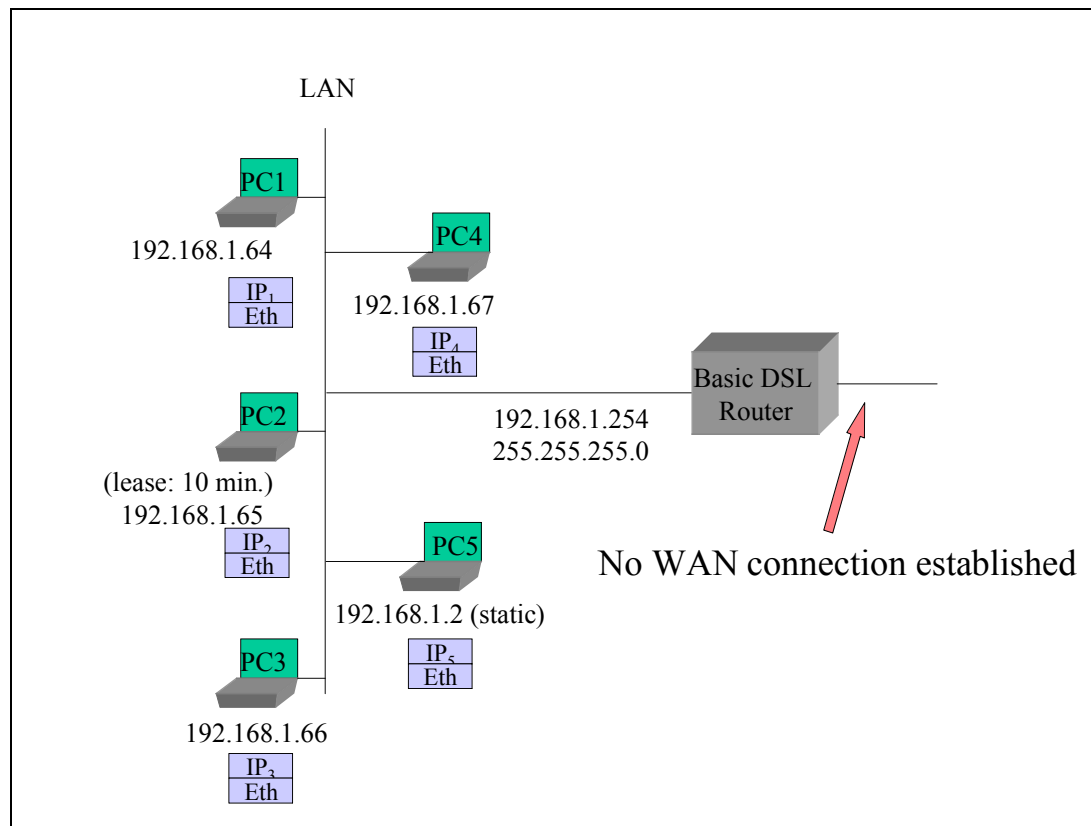 LAN
PC1
192.168.1.64
IP₁
Eth
PC4
192.168.1.67
IP₄
Eth
Basic DSL
Router
192.168.1.254
255.255.255.0
PC2
(lease: 10 min.)
192.168.1.65
IP₂
Eth
PC5
192.168.1.2 (static)
IP₅
Eth
No WAN connection established
PC3
192.168.1.66
IP₃
Eth